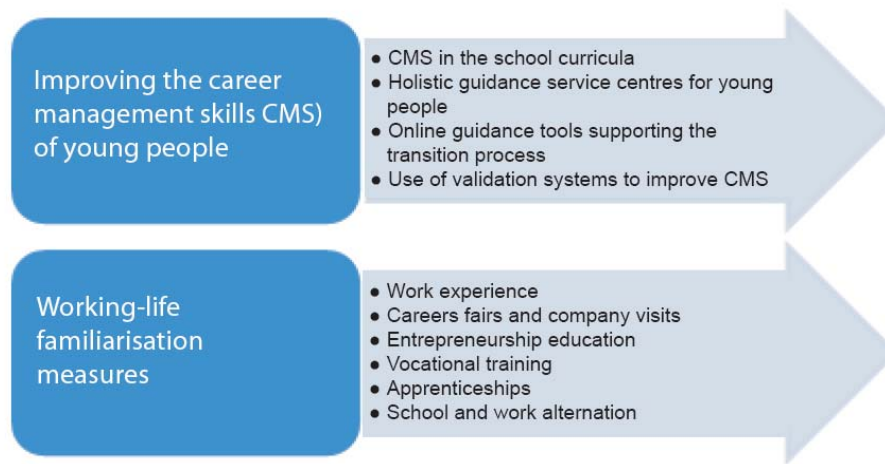 Improving the career
management skills CMS)
of young people
● CMS in the school curricula
● Holistic guidance service centres for young
people
● Online guidance tools supporting the
transition process
● Use of validation systems to improve CMS
Working-life
familiarisation
measures
● Work experience
● Careers fairs and company visits
● Entrepreneurship education
● Vocational training
● Apprenticeships
● School and work alternation